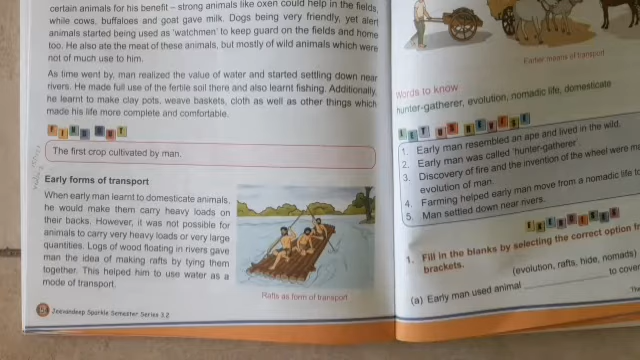 certain animals for his benefit – strong animals like oxen could help in the fields,
while cows, buffaloes and goat gave milk. Dogs being very friendly, yet alert
animals started being used as 'watchmen' to keep guard on the fields and home
too. He also ate the meat of these animals, but mostly of wild animals which were
not of much use to him.
As time went by, man realized the value of water and started settling down near
rivers. He made full use of the fertile soil there and also learnt fishing. Additionally,
he learnt to make clay pots, weave baskets, cloth as well as other things which
made his life more complete and comfortable.
FIND OUT
The first crop cultivated by man.
Early forms of transport
When early man learnt to domesticate animals,
he would make them carry heavy loads on
their backs. However, it was not possible for
animals to carry very heavy loads or very large
quantities. Logs of wood floating in rivers gave
man the idea of making rafts by tying them
together. This helped him to use water as a
mode of transport.
Rafts as form of transport
Jeevandeep Sparkle Semester Series 3.2
Earlier means of transport
Words to know
hunter-gatherer, evolution, nomadic life, domesticate
LET US REVISE
1. Early man resembled an ape and lived in the wild.
2. Early man was called 'hunter-gatherer'.
3. Discovery of fire and the invention of the wheel were
evolution of man.
4. Farming helped early man move from a nomadic life to
5. Man settled down near rivers.
EXERCISES
1. Fill in the blanks by selecting the correct option
brackets.
(evolution, rafts, hide, nomads)
(a) Early man used animal ____________ to